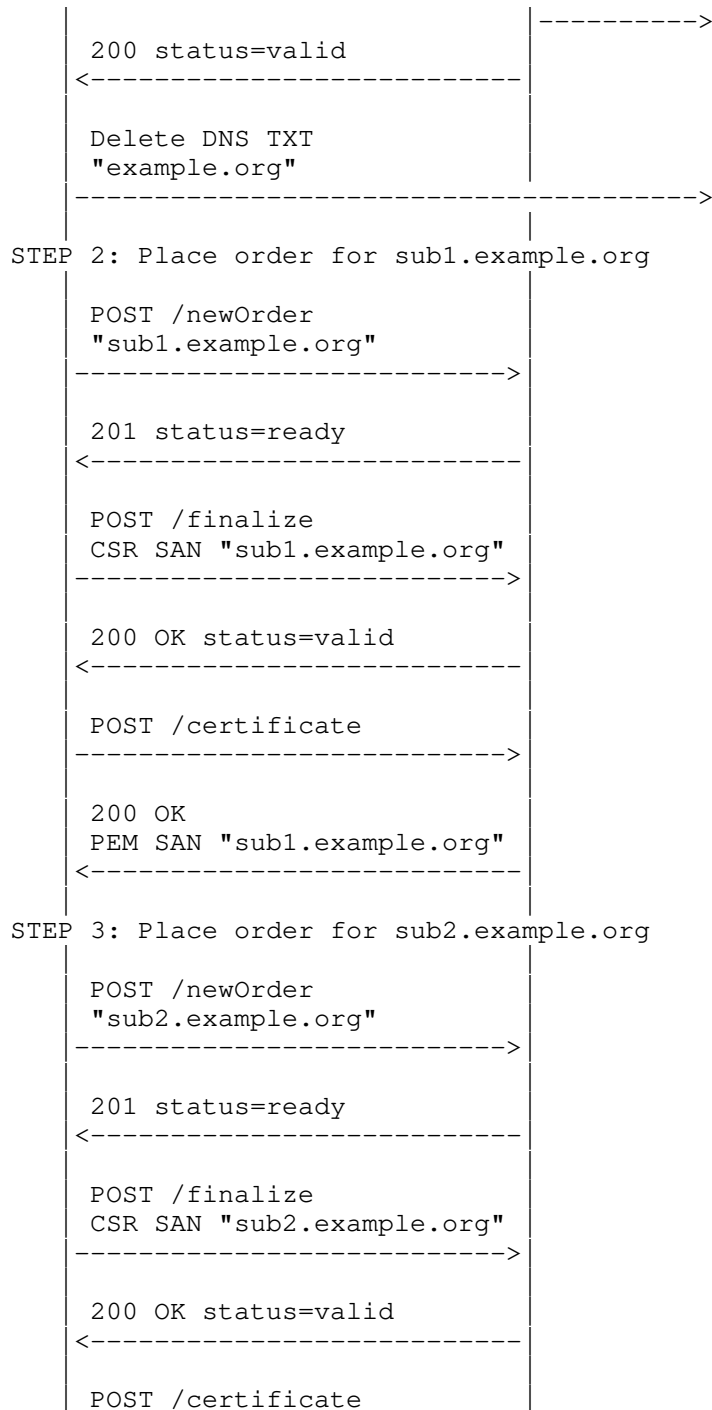 200 status=valid
Delete DNS TXT
"example.org"
STEP 2: Place order for sub1.example.org
POST /newOrder
"sub1.example.org"
201 status=ready
POST /finalize
CSR SAN "sub1.example.org"
200 OK status=valid
POST /certificate
200 OK
PEM SAN "sub1.example.org"
STEP 3: Place order for sub2.example.org
POST /newOrder
"sub2.example.org"
201 status=ready
POST /finalize
CSR SAN "sub2.example.org"
200 OK status=valid
POST /certificate